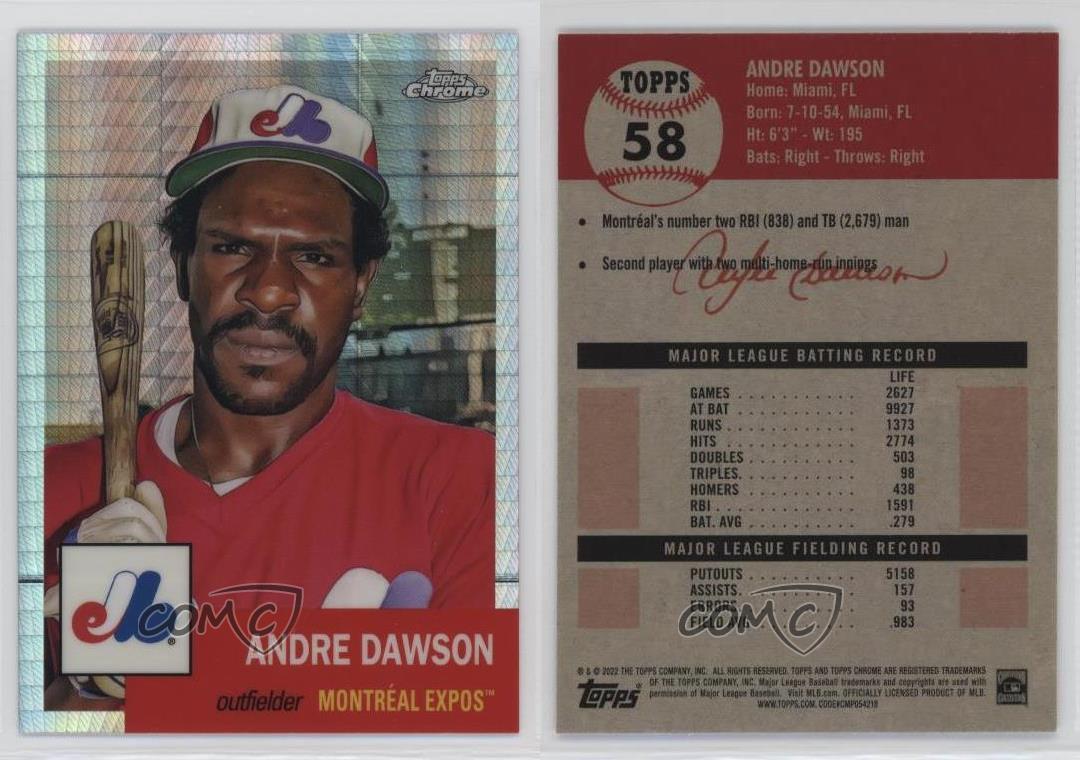 Topps
Chrome
ANDRE DAWSON
outfielder MONTRÉAL EXPOS™
COMC
®
TOPPS
58
ANDRE DAWSON
Home: Miami, FL
Born: 7-10-54, Miami, FL
Ht: 6'3" - Wt: 195
Bats: Right - Throws: Right
• Montréal's number two RBI (838) and TB (2,679) man
• Second player with two multi-home-run innings
Andre Dawson
MAJOR LEAGUE BATTING RECORD
LIFE
GAMES . . . . . . . . . . . 2627
AT BAT . . . . . . . . . . . 9927
RUNS . . . . . . . . . . . 1373
HITS . . . . . . . . . . . 2774
DOUBLES . . . . . . . . . . 503
TRIPLES. . . . . . . . . . . 98
HOMERS . . . . . . . . . . 438
RBI . . . . . . . . . . . . 1591
BAT. AVG . . . . . . . . . . .279
MAJOR LEAGUE FIELDING RECORD
PUTOUTS . . . . . . . . . . 5158
ASSISTS. . . . . . . . . . . 157
ERRORS . . . . . . . . . . . 93
FIELD AVG . . . . . . . . . .983
COMC
® & © 2022 THE TOPPS COMPANY, INC. ALL RIGHTS RESERVED. TOPPS AND TOPPS CHROME ARE REGISTERED TRADEMARKS
OF THE TOPPS COMPANY, INC. Major League Baseball trademarks and copyrights are used with
permission of Major League Baseball. Visit MLB.com. OFFICIALLY LICENSED PRODUCT OF MLB.
WWW.TOPPS.COM. CODE#CMP054218
Topps